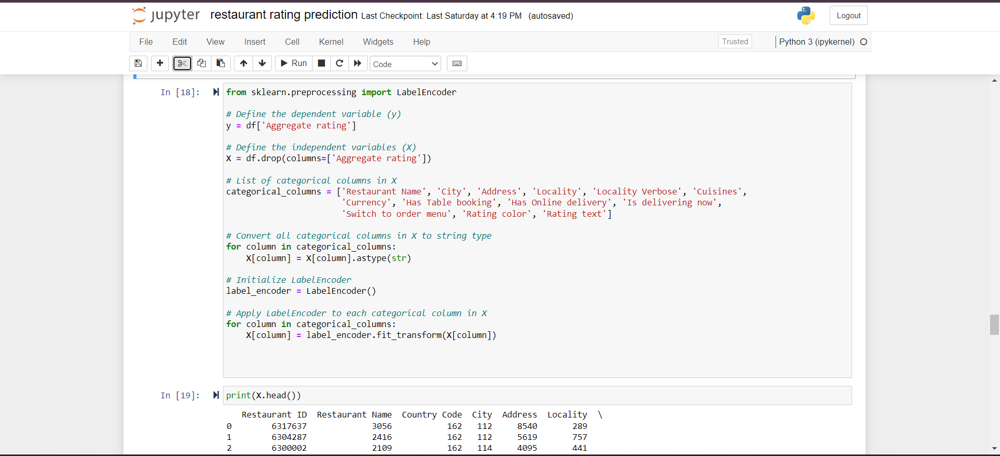 jupyter restaurant rating prediction Last Checkpoint: Last Saturday at 4:19 PM (autosaved) Logout
File Edit View Insert Cell Kernel Widgets Help Trusted Python 3 (ipykernel)
Run Code
In [18]: from sklearn.preprocessing import LabelEncoder
# Define the dependent variable (y)
y = df['Aggregate rating']
# Define the independent variables (X)
X = df.drop(columns=['Aggregate rating'])
# List of categorical columns in X
categorical_columns = ['Restaurant Name', 'City', 'Address', 'Locality', 'Locality Verbose', 'Cuisines',
'Currency', 'Has Table booking', 'Has Online delivery', 'Is delivering now',
'Switch to order menu', 'Rating color', 'Rating text']
# Convert all categorical columns in X to string type
for column in categorical_columns:
X[column] = X[column].astype(str)
# Initialize LabelEncoder
label_encoder = LabelEncoder()
# Apply LabelEncoder to each categorical column in X
for column in categorical_columns:
X[column] = label_encoder.fit_transform(X[column])
In [19]: print(X.head())
Restaurant ID Restaurant Name Country Code City Address Locality \
0 6317637 3056 162 112 8540 289
1 6304287 2416 162 112 5619 757
2 6300002 2109 162 114 4095 441